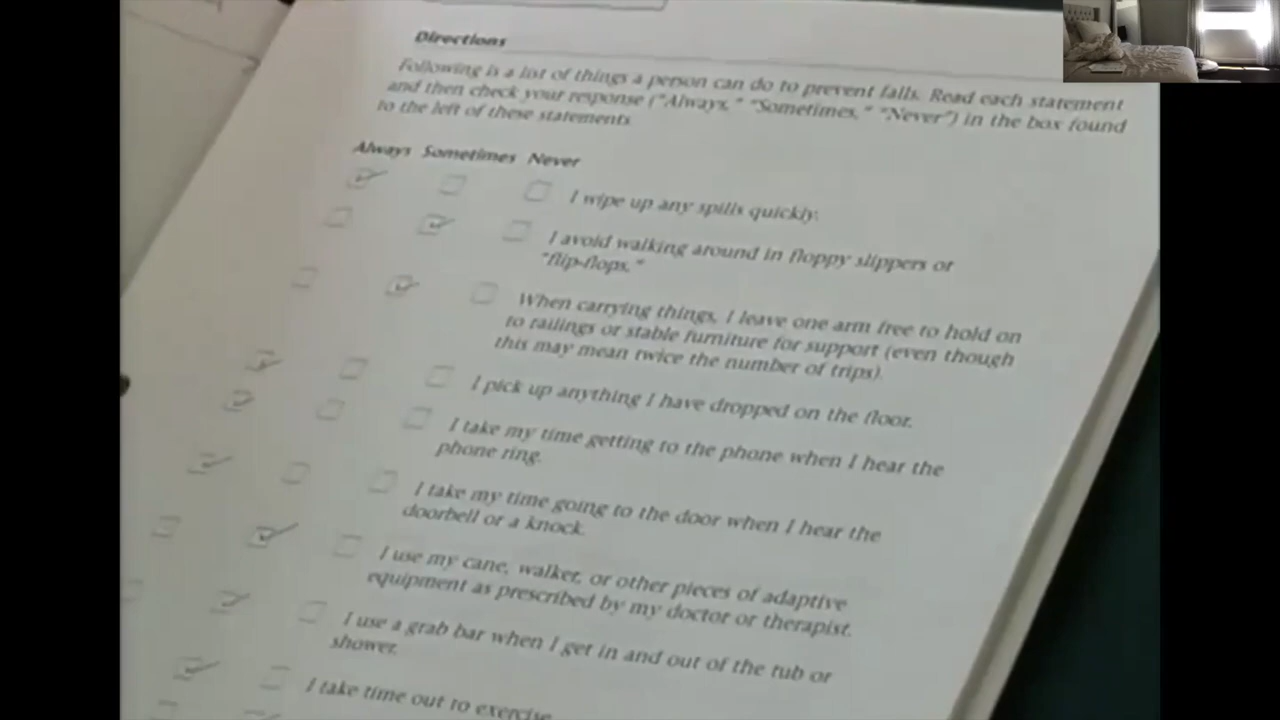 Directions
Following is a list of things a person can do to prevent falls. Read each statement
and then check your response ("Always," "Sometimes," "Never") in the box found
to the left of these statements.
Always Sometimes Never
I wipe up any spills quickly.
I avoid walking around in floppy slippers or
"flip-flops."
When carrying things, I leave one arm free to hold on
to railings or stable furniture for support (even though
this may mean twice the number of trips).
I pick up anything I have dropped on the floor.
I take my time getting to the phone when I hear the
phone ring.
I take my time going to the door when I hear the
doorbell or a knock.
I use my cane, walker, or other pieces of adaptive
equipment as prescribed by my doctor or therapist.
I use a grab bar when I get in and out of the tub or
shower.
I take time out to exercise